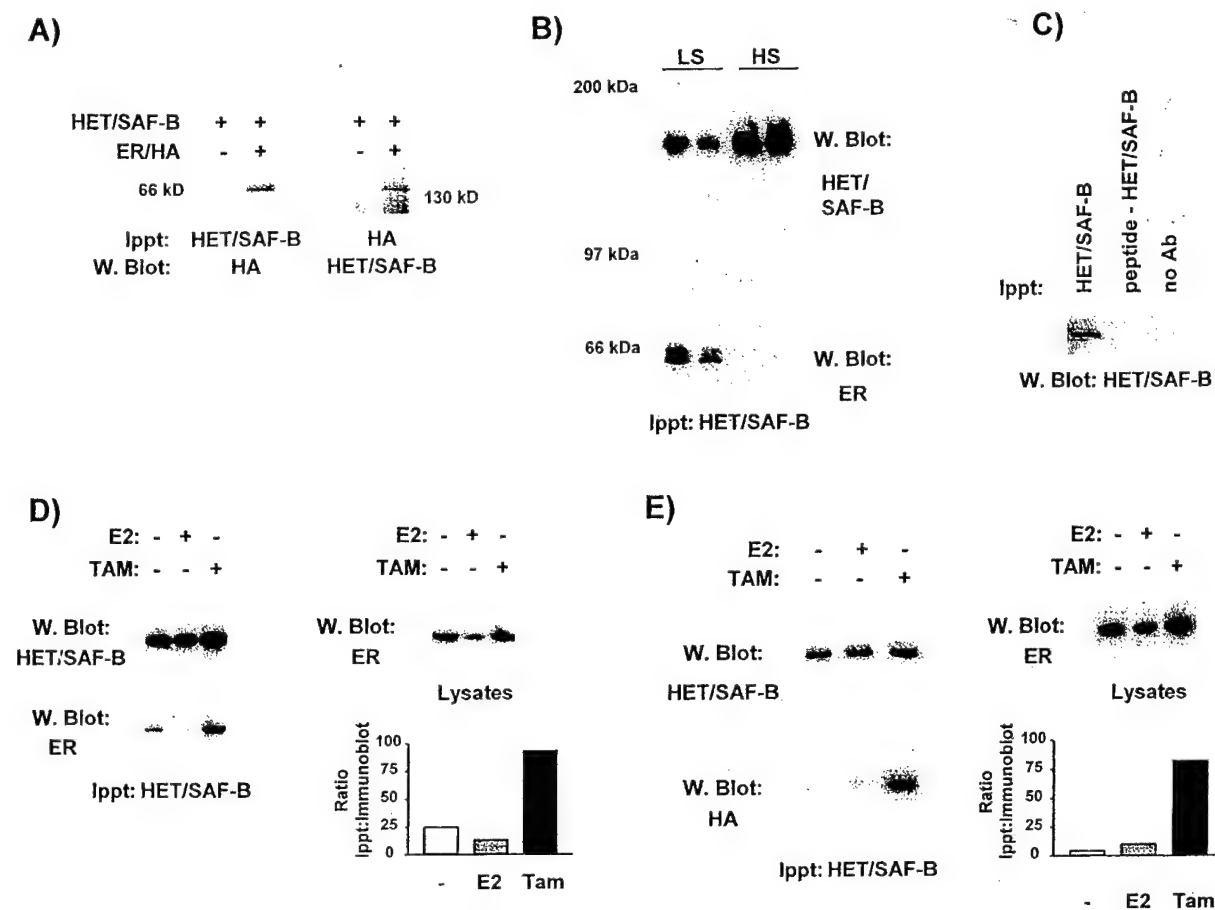 A)
HET/SAF-B + + + +
ER/HA - + - +
66 kD
130 kD
Ippt: HET/SAF-B HA
W. Blot: HA HET/SAF-B
B)
LS HS
200 kDa
W. Blot:
HET/
SAF-B
97 kDa
66 kDa
W. Blot:
ER
Ippt: HET/SAF-B
C)
Ippt:
HET/SAF-B
peptide - HET/SAF-B
no Ab
W. Blot: HET/SAF-B
D)
E2: - + -
TAM: - - +
W. Blot:
HET/SAF-B
W. Blot:
ER
Ippt: HET/SAF-B
E2: - + -
TAM: - - +
W. Blot:
ER
Lysates
Ratio
Ippt:Immunoblot
100
75
50
25
0
- E2 Tam
E)
E2: - + -
TAM: - - +
W. Blot:
HET/SAF-B
W. Blot:
HA
Ippt: HET/SAF-B
E2: - + -
TAM: - - +
W. Blot:
ER
Lysates
Ratio
Ippt:Immunoblot
100
75
50
25
0
- E2 Tam